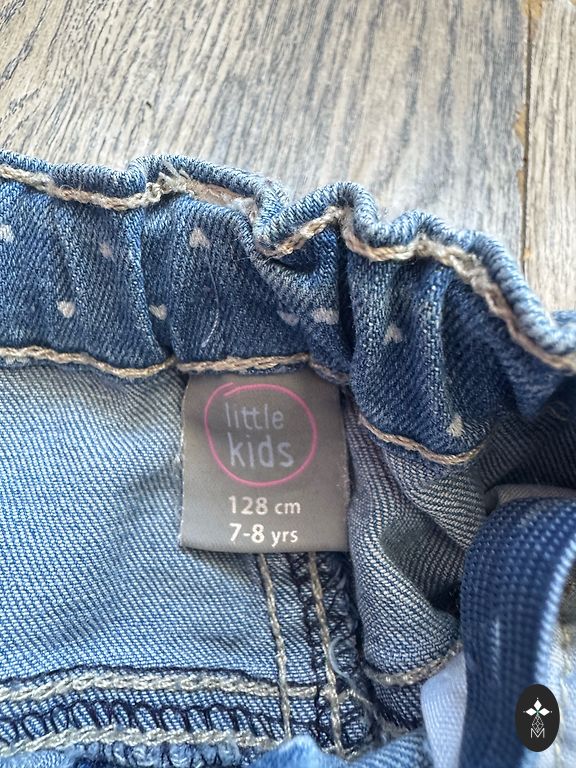 little
kids
128 cm
7-8 yrs